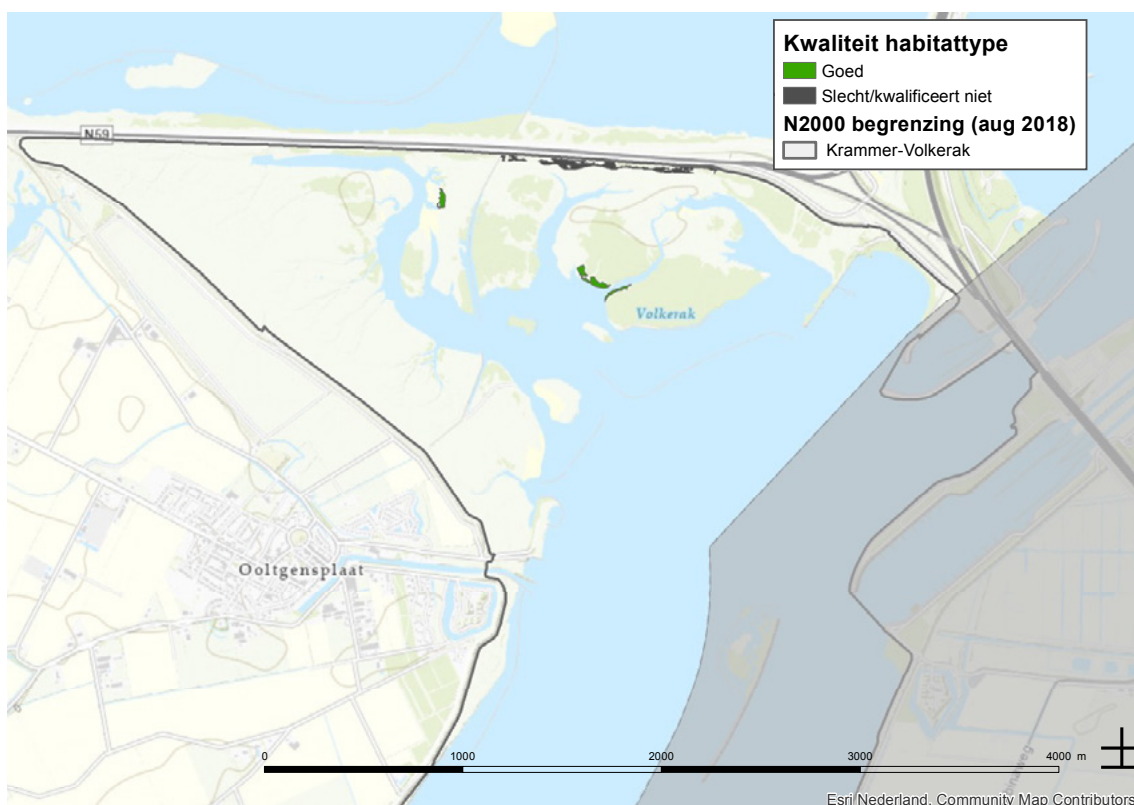 Kwaliteit habitattype
Goed
Slecht/kwalificeert niet
N2000 begrenzing (aug 2018)
Krammer-Volkerak
N59
Volkerak
Ooltgensplaat
0 1000 2000 3000 4000 m
Esri Nederland, Community Map Contributors